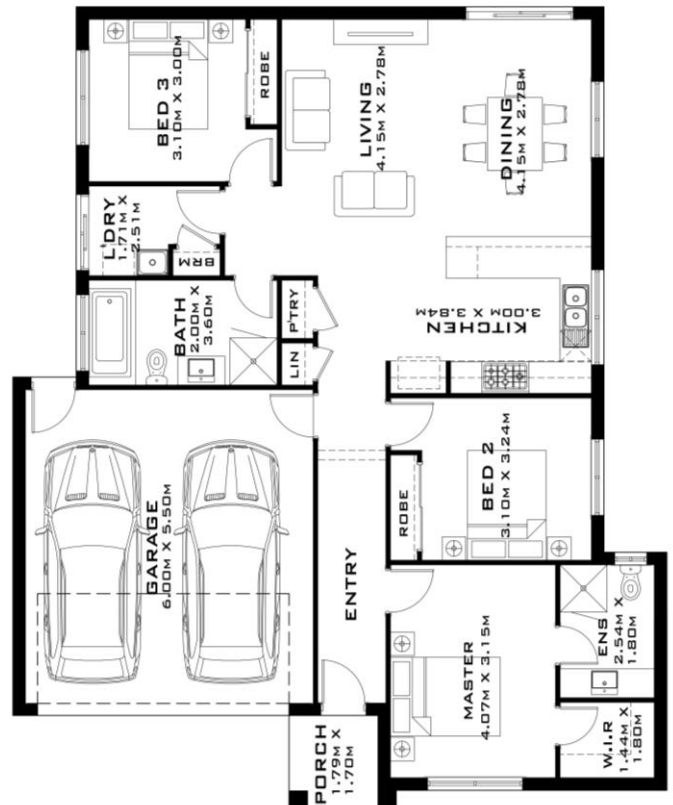 BED 3
3.10M X 3.00M
ROBE
LIVING
4.15M X 2.78M
DINING
4.15M X 2.78M
L'DRY
1.71M X
2.51M
BRM
BATH
2.00M X
3.60M
P'TRY
LIN
KITCHEN
3.00M X 3.84M
GARAGE
6.00M X 5.50M
ENTRY
ROBE
BED 2
3.10M X 3.24M
MASTER
4.07M X 3.15M
ENS
2.54M X
1.80M
W.I.R
1.44M X
1.80M
PORCH
1.79M X
1.70M